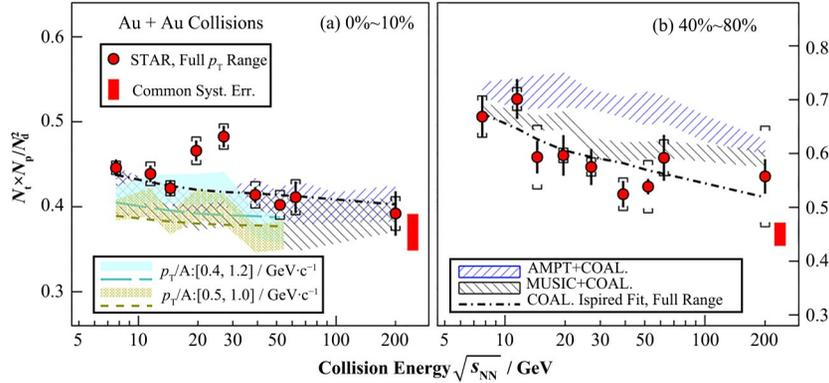 Au + Au Collisions
(a) 0%~10%
STAR, Full pT Range
Common Syst. Err.
pT/A:[0.4, 1.2] / GeV·c⁻¹
pT/A:[0.5, 1.0] / GeV·c⁻¹
0.6
0.5
0.4
0.3
Nt×Np/Nd²
5
10
20
30
100
200
(b) 40%~80%
AMPT+COAL.
MUSIC+COAL.
COAL. Ispired Fit, Full Range
0.8
0.7
0.6
0.5
0.4
0.3
5
10
20
30
100
200
Collision Energy √sNN / GeV